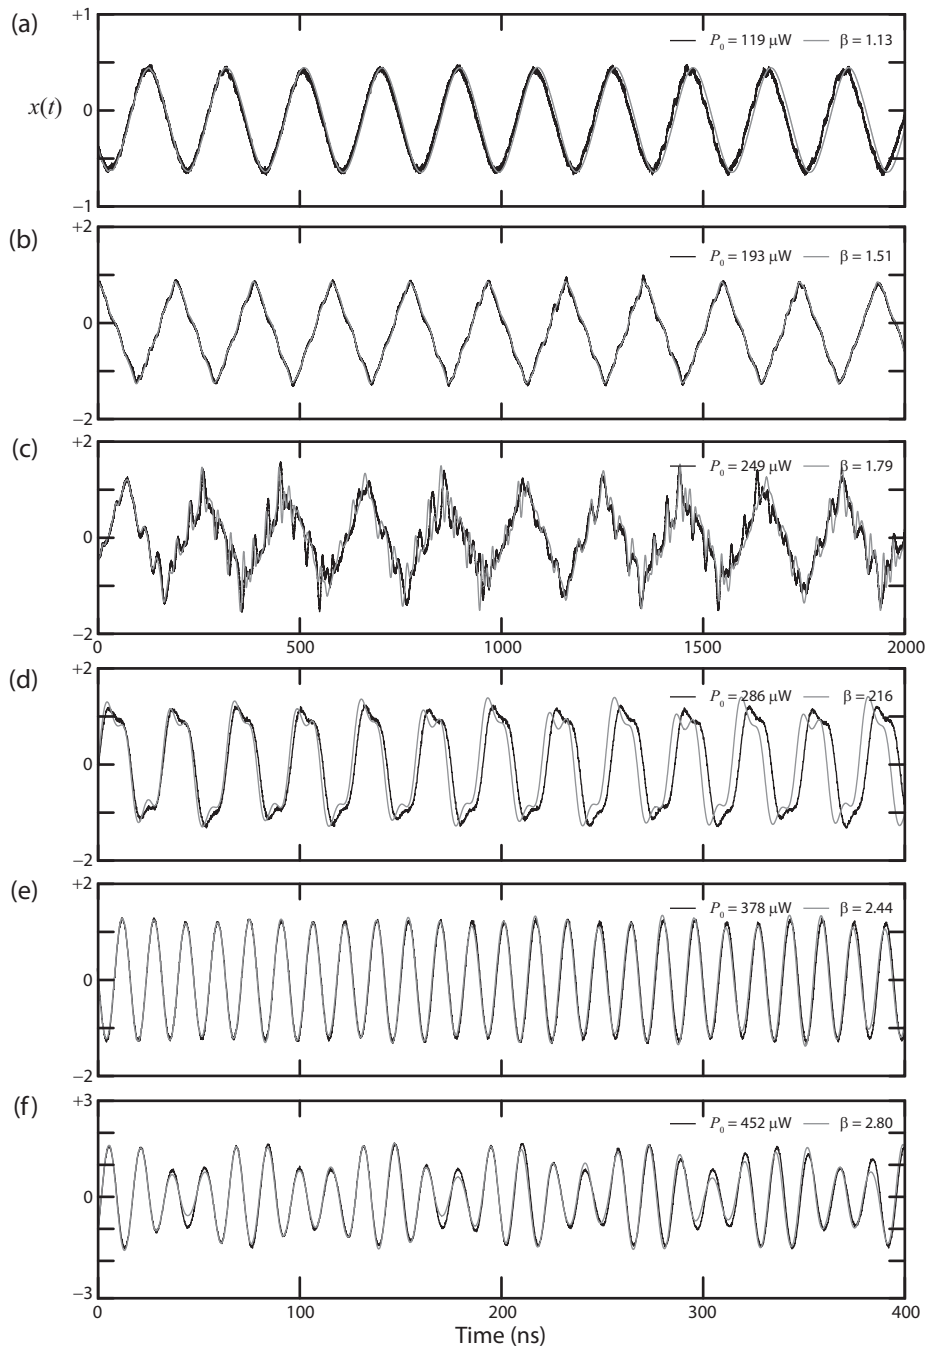 (a)
+1
P₀ = 119 μW β = 1.13
x(t)
0
−1
(b)
+2
P₀ = 193 μW β = 1.51
0
−2
(c)
+2
P₀ = 249 μW β = 1.79
0
−2
0 500 1000 1500 2000
(d)
+2
P₀ = 286 μW β = 216
0
−2
(e)
+2
P₀ = 378 μW β = 2.44
0
−2
(f)
+3
P₀ = 452 μW β = 2.80
0
−3
0 100 200 300 400
Time (ns)